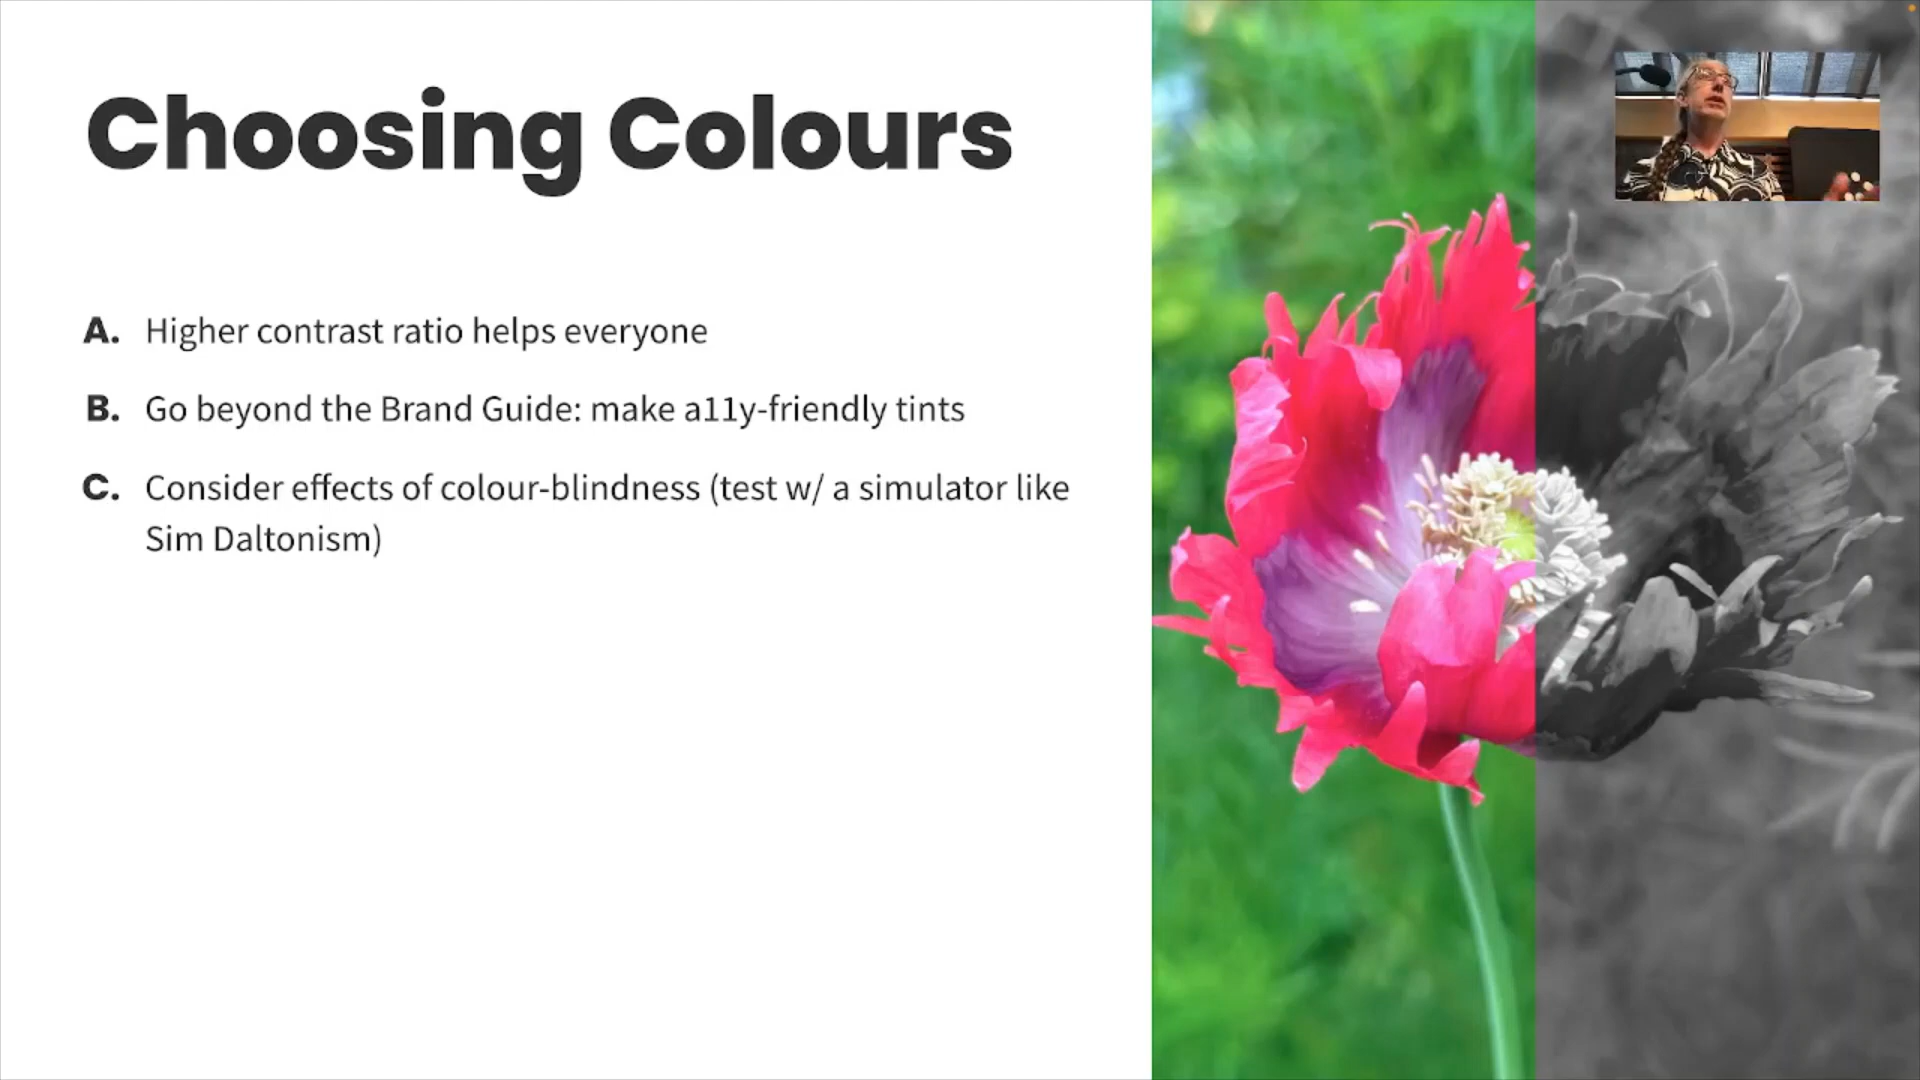 Choosing Colours
A. Higher contrast ratio helps everyone
B. Go beyond the Brand Guide: make a11y-friendly tints
C. Consider effects of colour-blindness (test w/ a simulator like
Sim Daltonism)